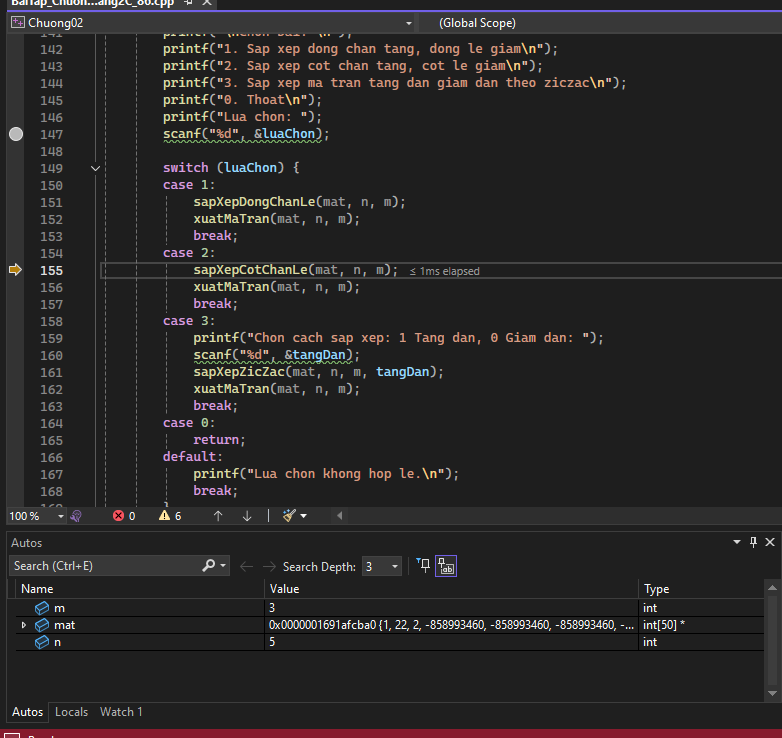 BaiTap_Chuon...ang2C_86.cpp
Chuong02 (Global Scope)
142 printf("1. Sap xep dong chan tang, dong le giam\n");
143 printf("2. Sap xep cot chan tang, cot le giam\n");
144 printf("3. Sap xep ma tran tang dan giam dan theo ziczac\n");
145 printf("0. Thoat\n");
146 printf("Lua chon: ");
147 scanf("%d", &luaChon);
148
149 switch (luaChon) {
150 case 1:
151 sapXepDongChanLe(mat, n, m);
152 xuatMaTran(mat, n, m);
153 break;
154 case 2:
155 sapXepCotChanLe(mat, n, m); ≤ 1ms elapsed
156 xuatMaTran(mat, n, m);
157 break;
158 case 3:
159 printf("Chon cach sap xep: 1 Tang dan, 0 Giam dan: ");
160 scanf("%d", &tangDan);
161 sapXepZicZac(mat, n, m, tangDan);
162 xuatMaTran(mat, n, m);
163 break;
164 case 0:
165 return;
166 default:
167 printf("Lua chon khong hop le.\n");
168 break;
100 % 0 6
Autos
Search (Ctrl+E) Search Depth: 3
Name Value Type
m 3 int
mat 0x0000001691afcba0 {1, 22, 2, -858993460, -858993460, -858993460, -... int[50] *
n 5 int
Autos Locals Watch 1